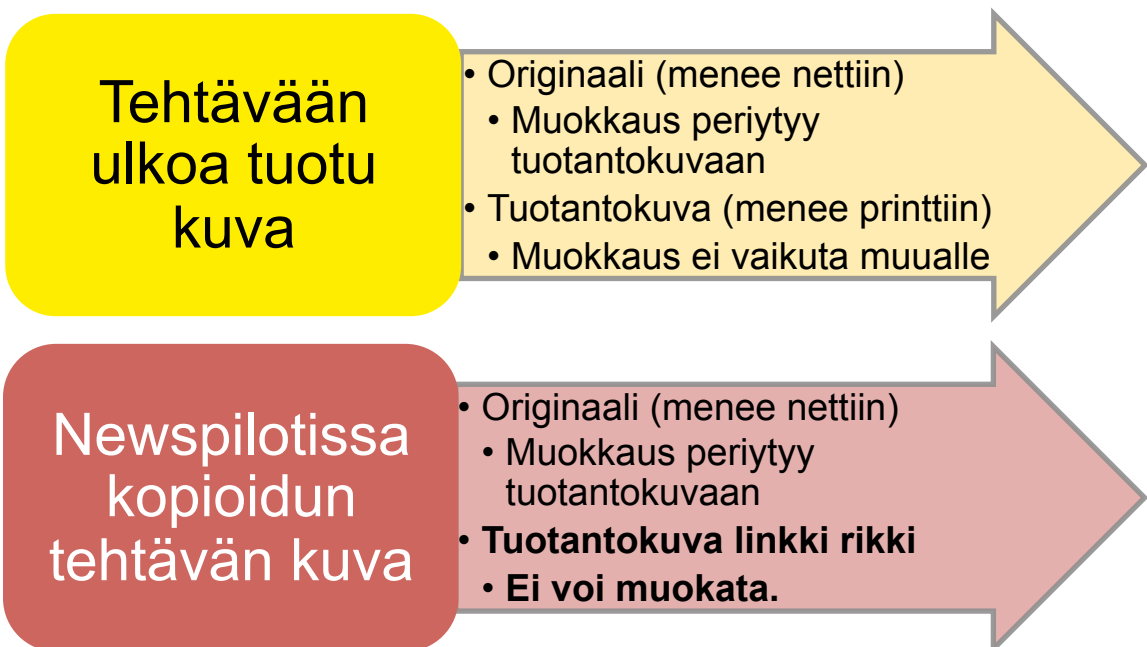 Tehtävään
ulkoa tuotu
kuva
• Originaali (menee nettiin)
• Muokkaus periytyy
tuotantokuvaan
• Tuotantokuva (menee printtiin)
• Muokkaus ei vaikuta muualle
Newspilotissa
kopioidun
tehtävän kuva
• Originaali (menee nettiin)
• Muokkaus periytyy
tuotantokuvaan
• Tuotantokuva linkki rikki
• Ei voi muokata.